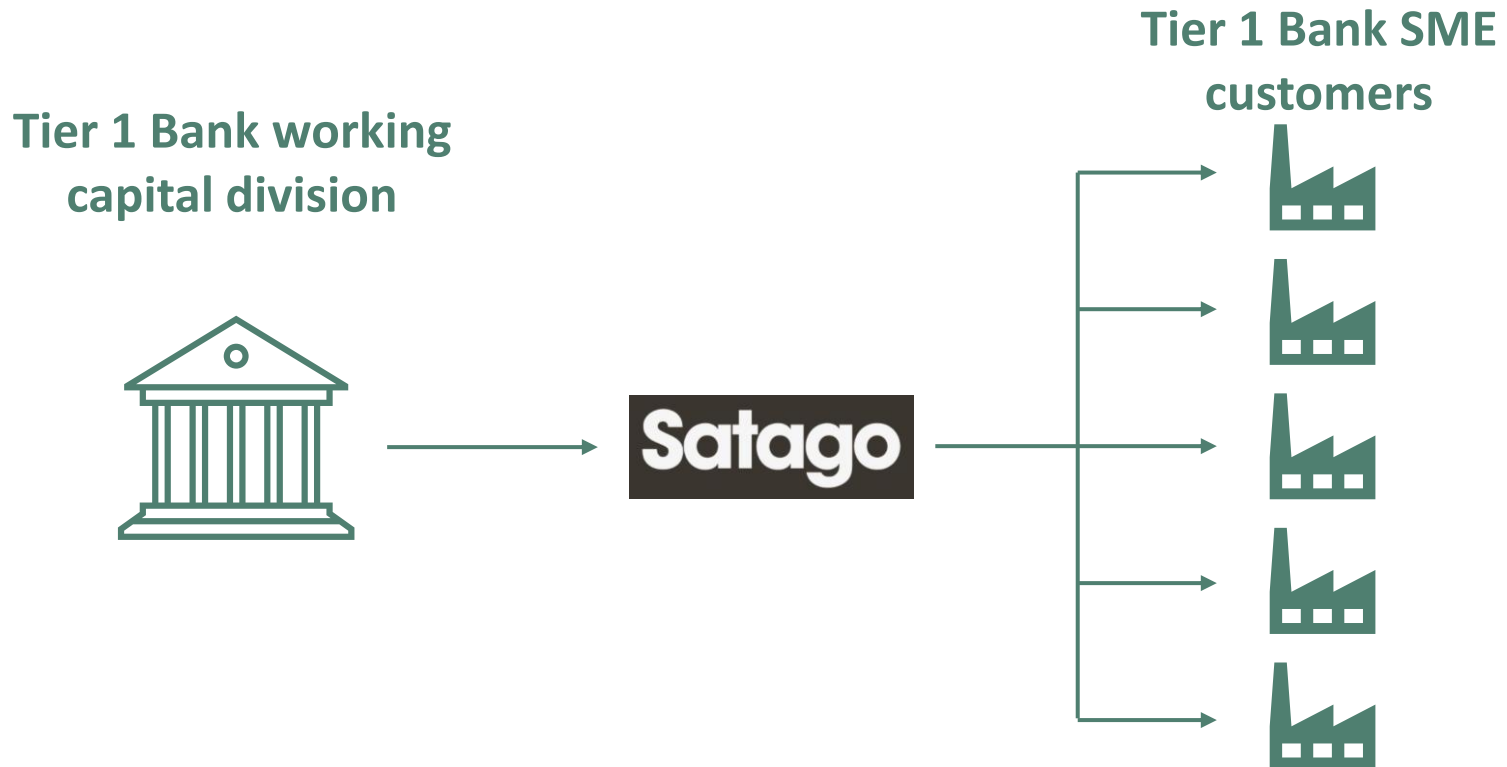 Tier 1 Bank SME
customers
Tier 1 Bank working
capital division
Satago